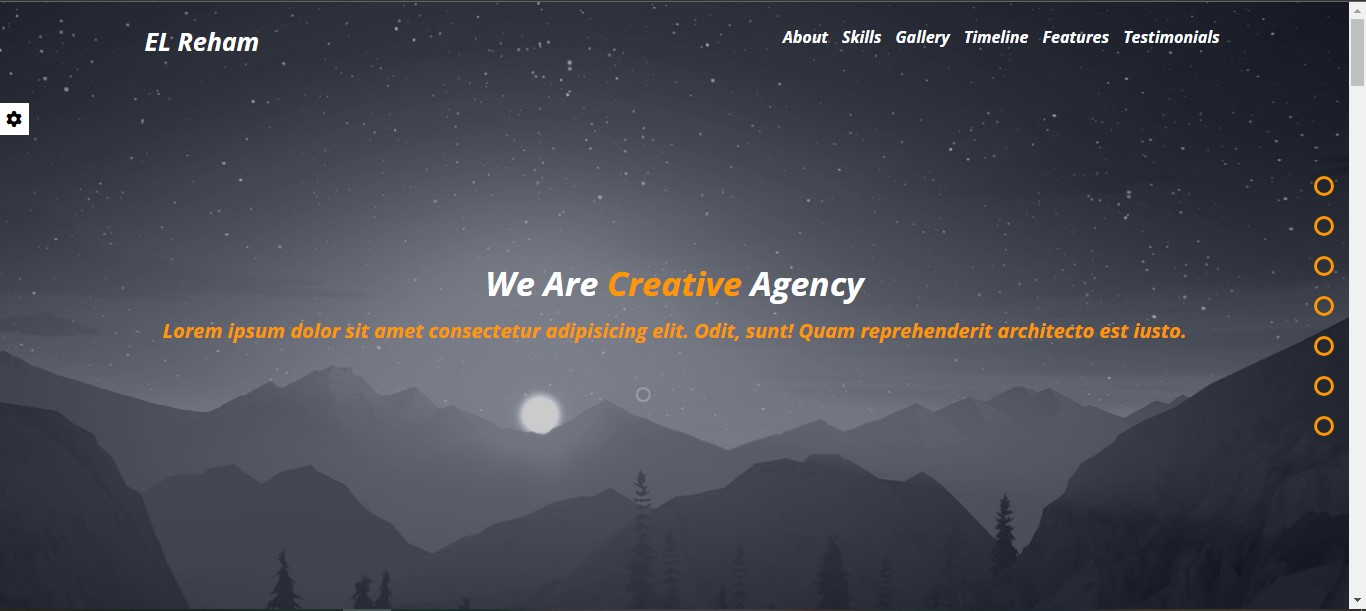 EL Reham
About Skills Gallery Timeline Features Testimonials
We Are Creative Agency
Lorem ipsum dolor sit amet consectetur adipisicing elit. Odit, sunt! Quam reprehenderit architecto est iusto.